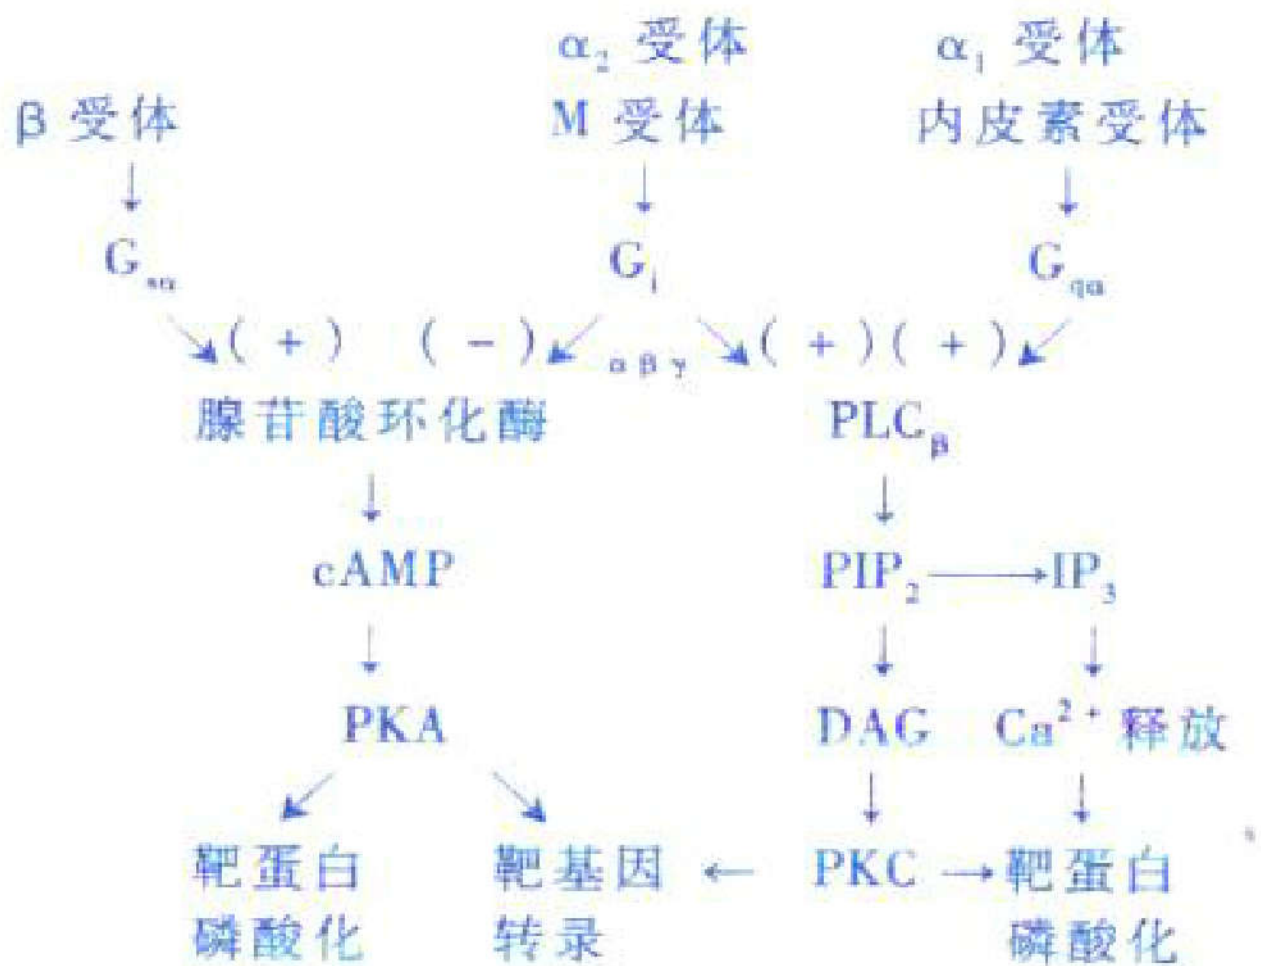 α₂ 受体
α₁ 受体
β 受体
M 受体
内皮素受体
Gsα
Gi
Gqα
( + )
( - )
αβγ
( + ) ( + )
腺苷酸环化酶
PLCβ
cAMP
PIP₂
IP₃
PKA
DAG
Ca²⁺ 释放
靶蛋白
磷酸化
靶基因
转录
PKC
靶蛋白
磷酸化